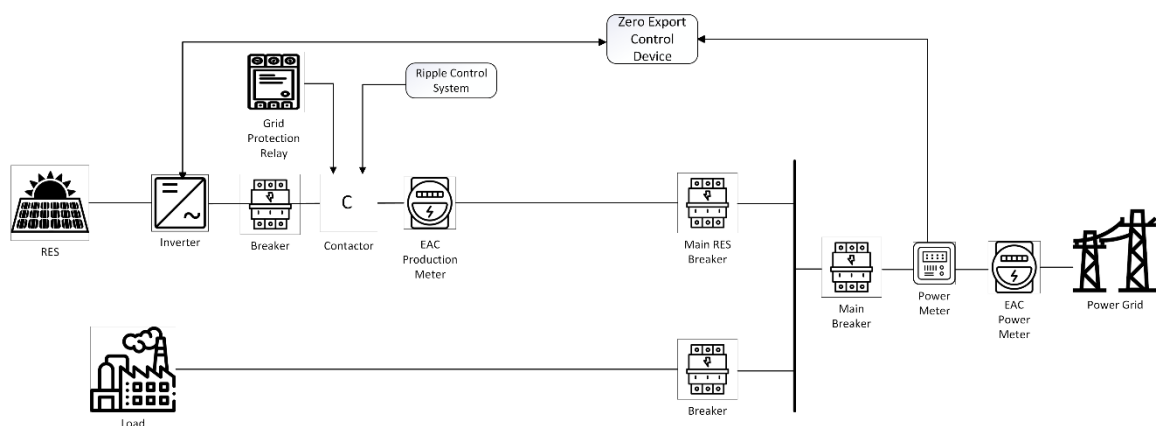 Zero Export
Control
Device
Ripple Control
System
Grid
Protection
Relay
C
RES
Inverter
Breaker
Contactor
EAC
Production
Meter
Main RES
Breaker
Main
Breaker
Power
Meter
EAC
Power
Meter
Power Grid
Load
Breaker